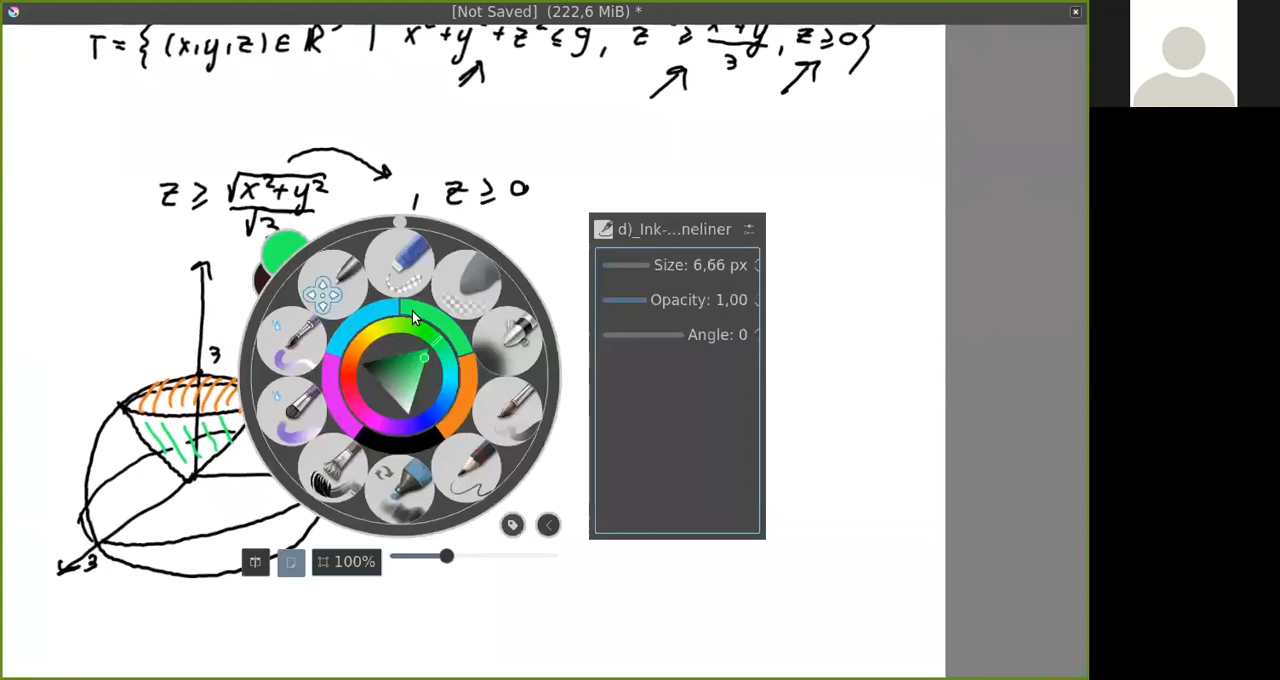 [Not Saved] (222,6 MiB) *
T = { (x,y,z) ∈ ℝ³ | x² + y² + z² ≤ 9, z² ≥ x²+y²/3, z ≥ 0 }
z ≥ √x²+y²/√3 , z ≥ 0
d)_Ink-...neliner
Size: 6,66 px
Opacity: 1,00
Angle: 0
3
3
100%